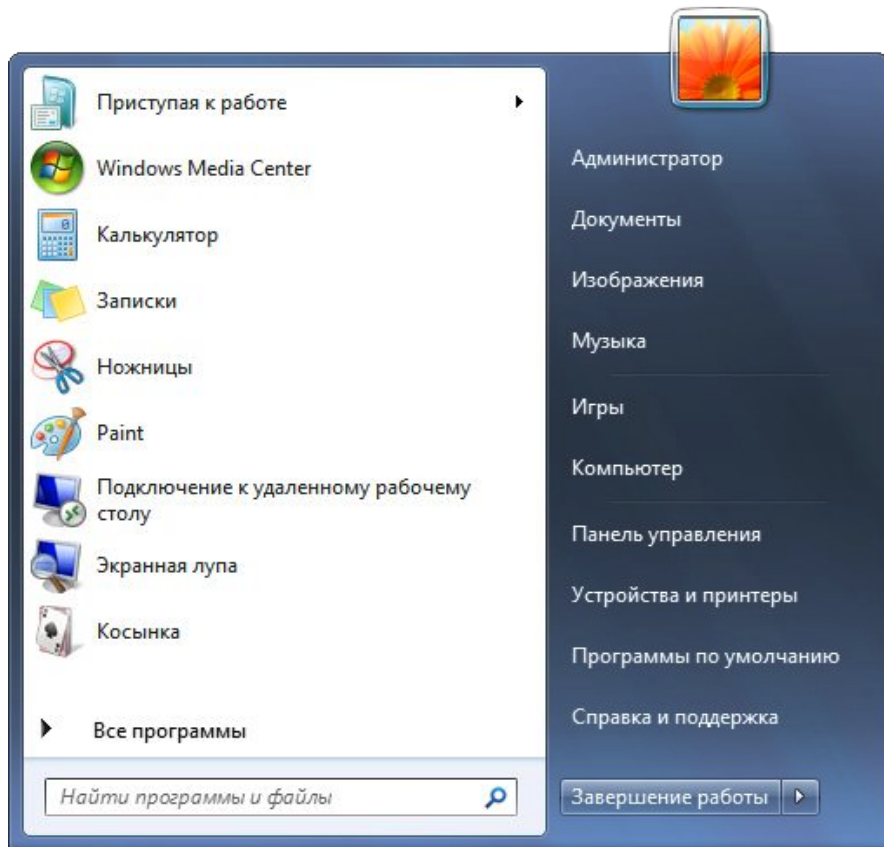 Приступая к работе
Windows Media Center
Калькулятор
Записки
Ножницы
Paint
Подключение к удаленному рабочему
столу
Экранная лупа
Косынка
Все программы
Найти программы и файлы
Администратор
Документы
Изображения
Музыка
Игры
Компьютер
Панель управления
Устройства и принтеры
Программы по умолчанию
Справка и поддержка
Завершение работы